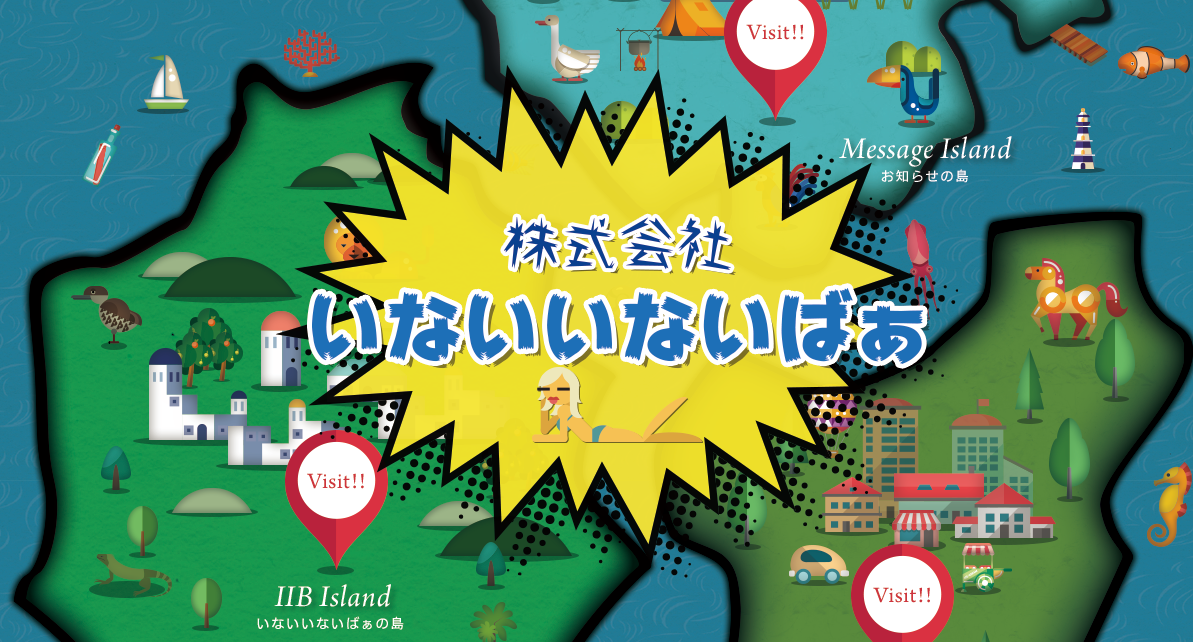 Visit!!
Message Island
お知らせの島
株式会社
いないいないばぁ
Visit!!
IIB Island
いないいないばぁの島
Visit!!